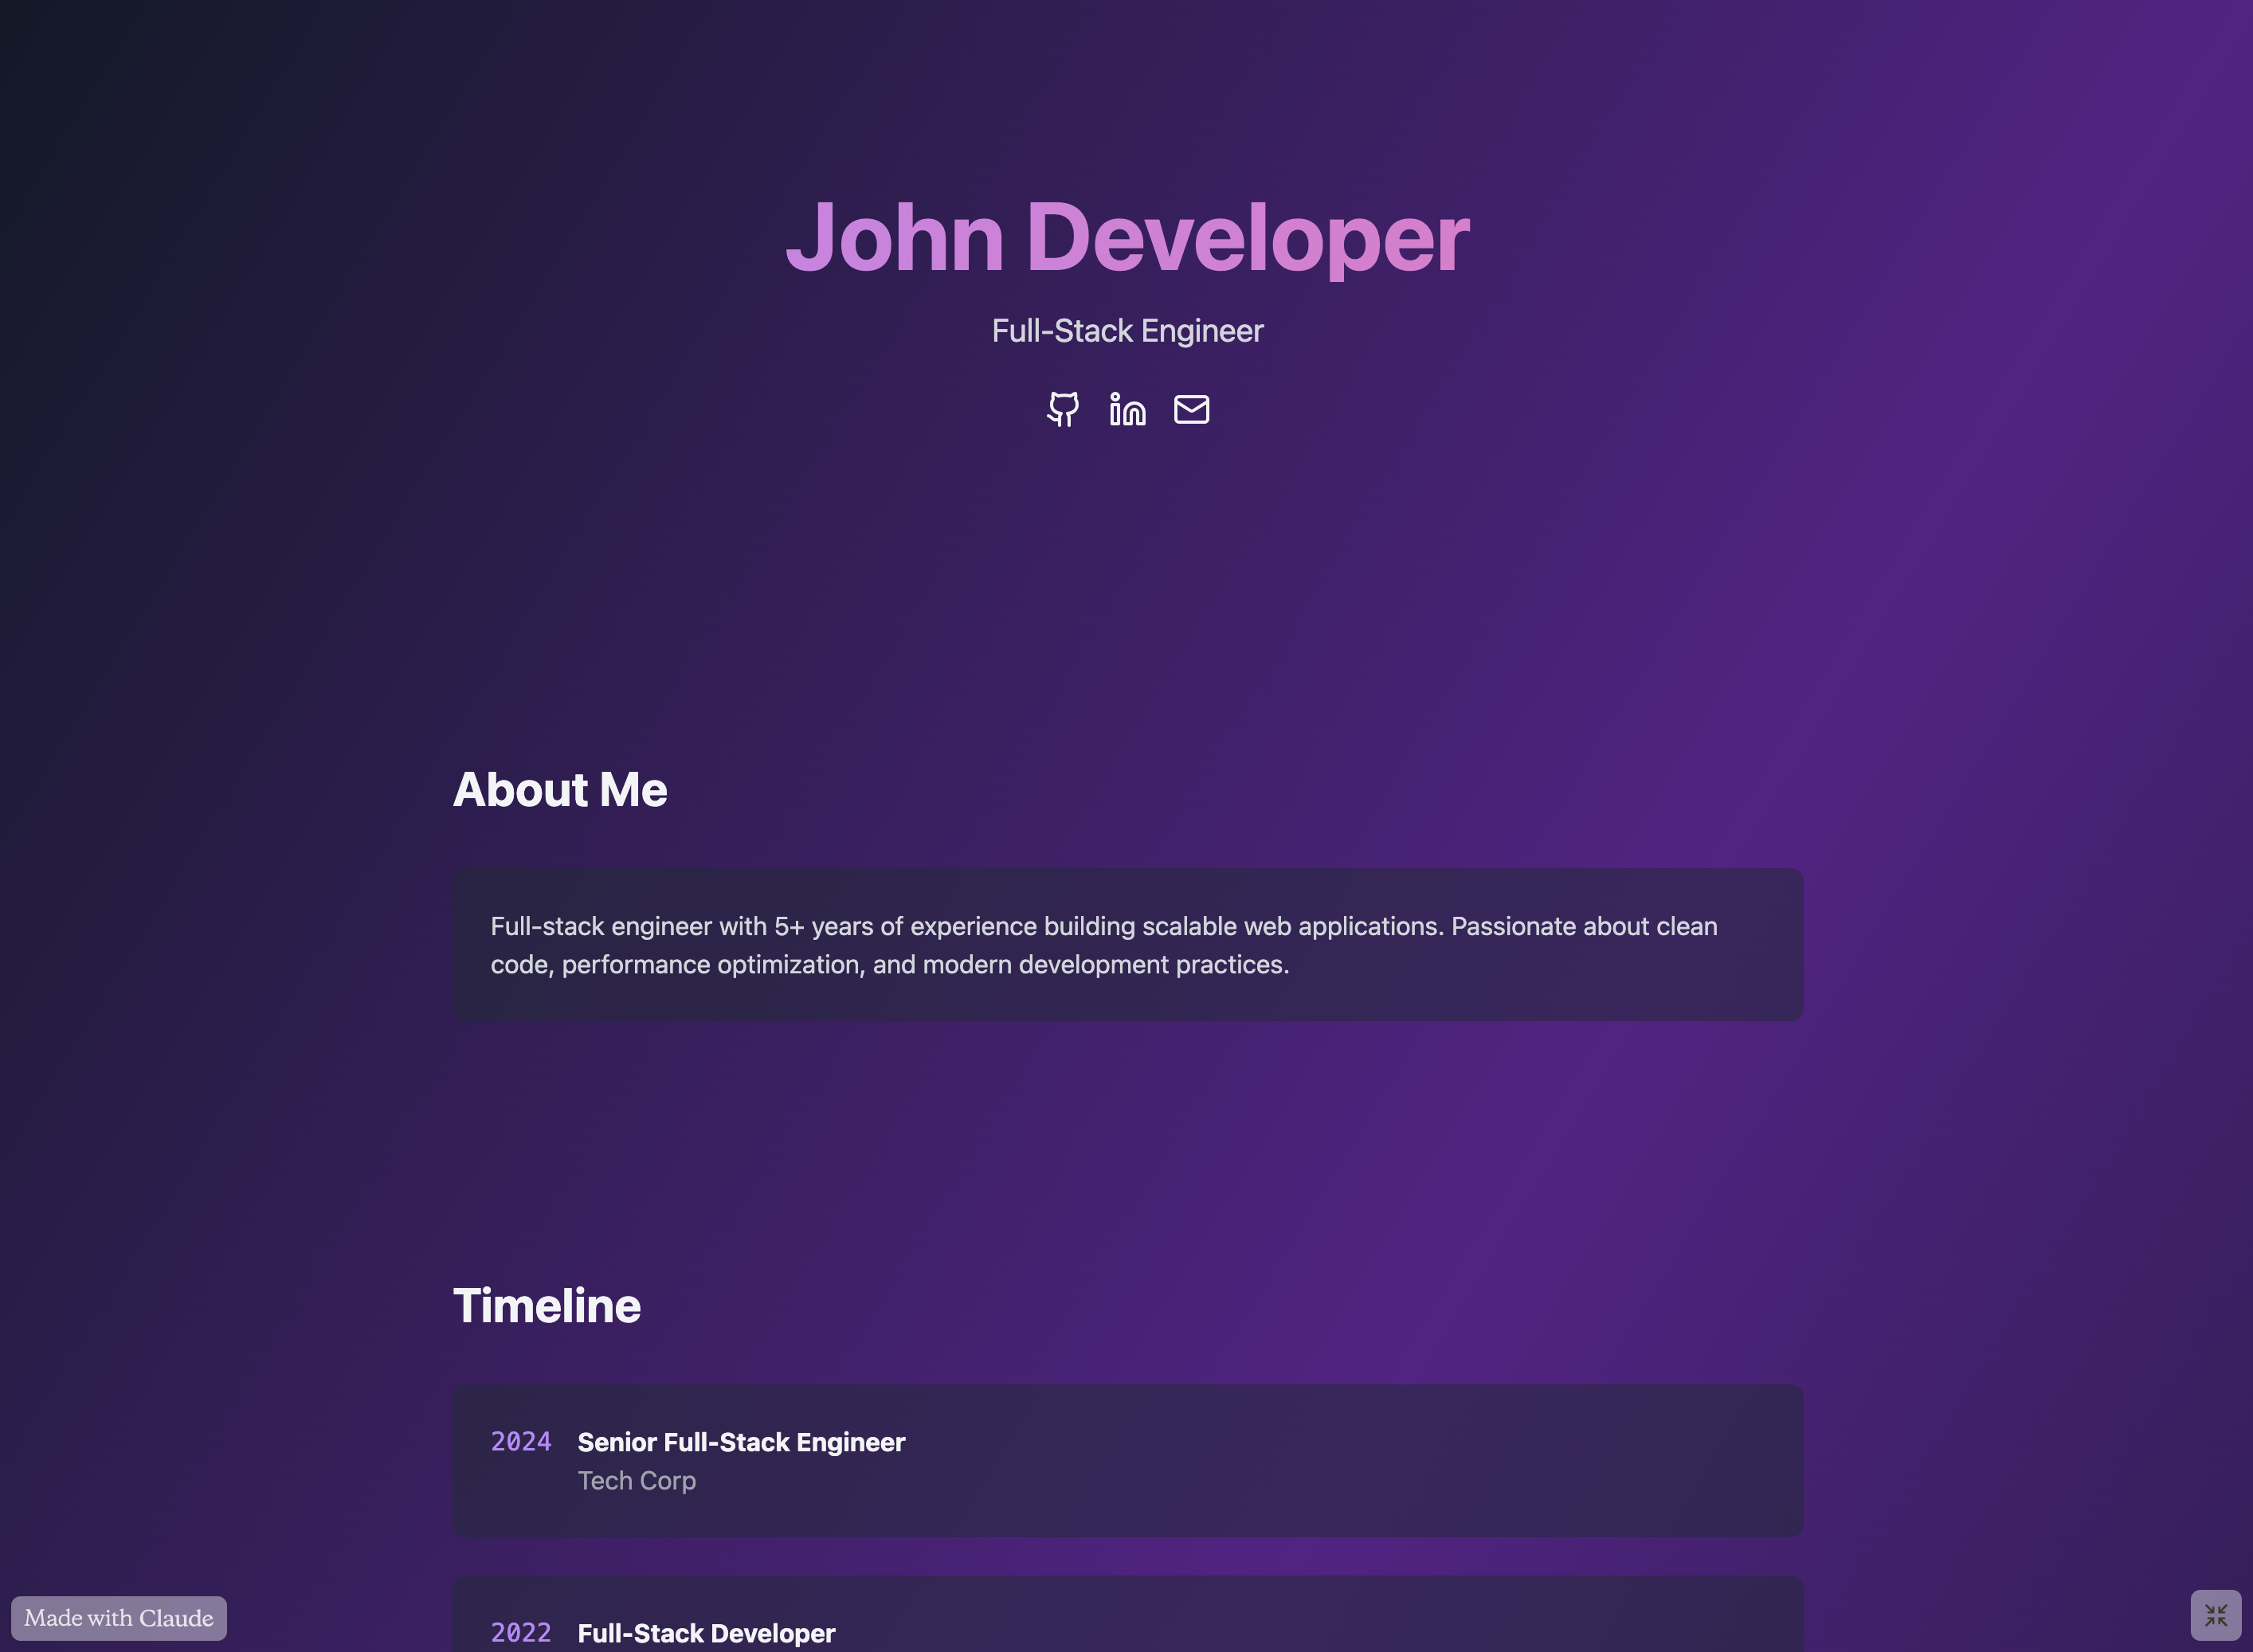 John Developer
Full-Stack Engineer
About Me
Full-stack engineer with 5+ years of experience building scalable web applications. Passionate about clean
code, performance optimization, and modern development practices.
Timeline
2024 Senior Full-Stack Engineer
Tech Corp
2022 Full-Stack Developer
Made with Claude